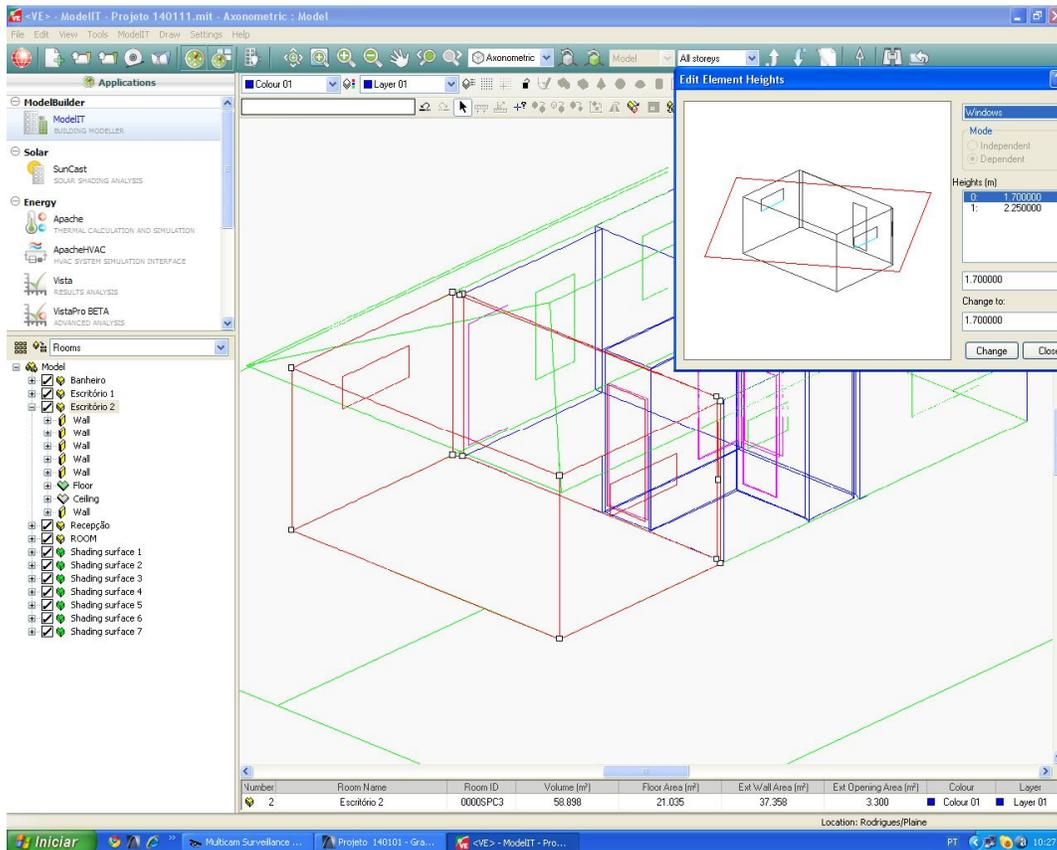 <VE> - ModelIT - Projeto 140111.mit - Axonometric : Model
File Edit View Tools ModelIT Draw Settings Help
Axonometric Model All storeys
Applications
Colour 01 Layer 01
ModelBuilder
ModelIT
BUILDING MODELLER
Solar
SunCast
SOLAR SHADING ANALYSIS
Energy
Apache
THERMAL CALCULATION AND SIMULATION
ApacheHVAC
HVAC SYSTEM SIMULATION INTERFACE
Vista
RESULTS ANALYSIS
VistaPro BETA
ADVANCED ANALYSIS
Rooms
Model
Banheiro
Escritório 1
Escritório 2
Wall
Wall
Wall
Wall
Wall
Floor
Ceiling
Wall
Recepção
ROOM
Shading surface 1
Shading surface 2
Shading surface 3
Shading surface 4
Shading surface 5
Shading surface 6
Shading surface 7
Edit Element Heights
Windows
Mode
Independent
Dependent
Heights (m)
0: 1.700000
1: 2.250000
1.700000
Change to:
1.700000
Change Close
Number Room Name Room ID Volume (m³) Floor Area (m²) Ext Wall Area (m²) Ext Opening Area (m²) Colour Layer
2 Escritório 2 0000SPC3 58.898 21.035 37.358 3.300 Colour 01 Layer 01
Location: Rodrigues/Plaine
Iniciar Multicam Surveillance ... Projeto 140101 - Gra... <VE> - ModelIT - Pro... PT 10:27